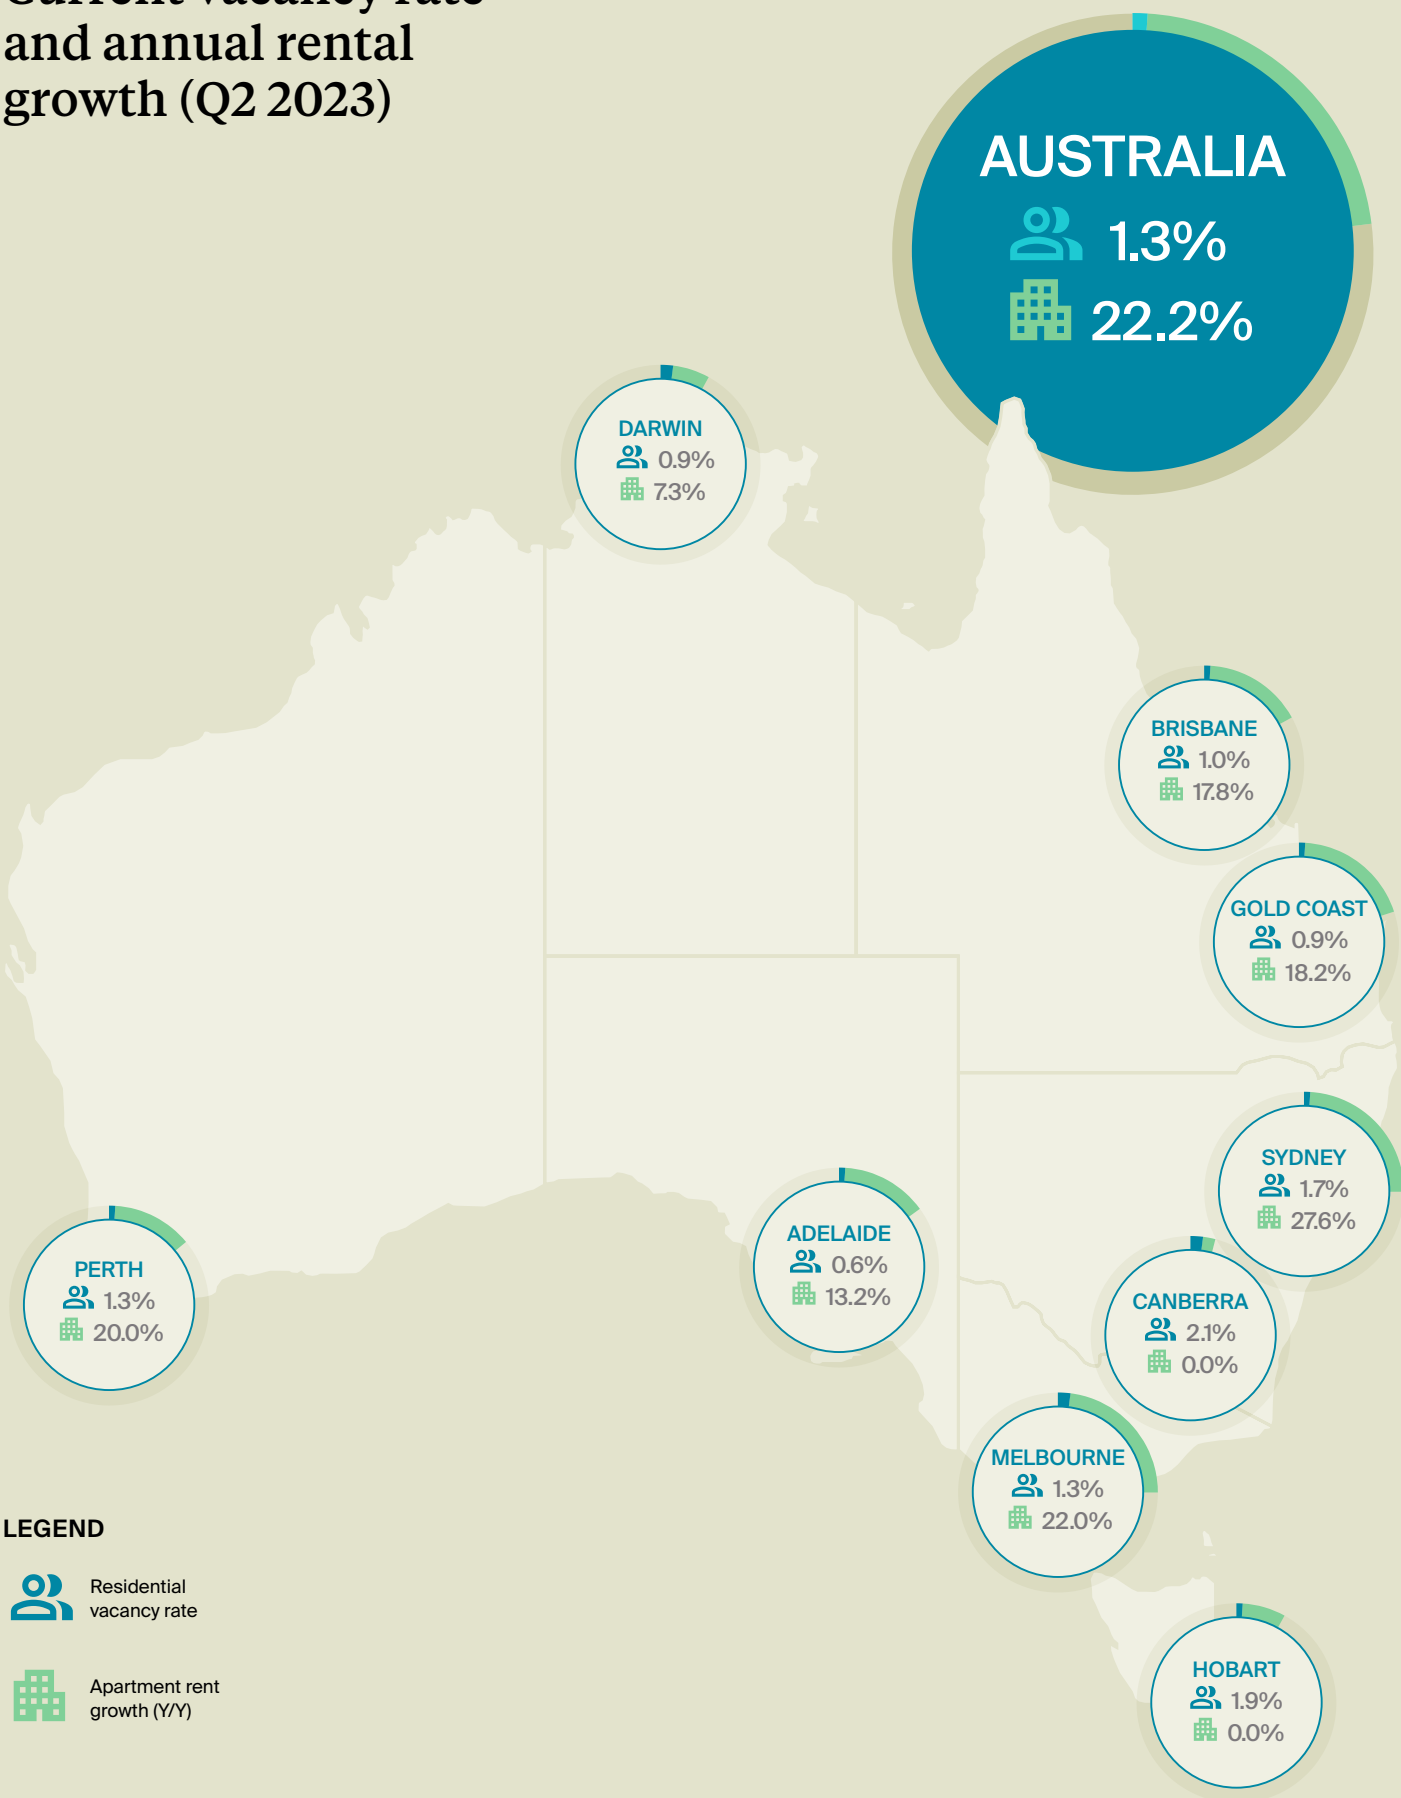 Current vacancy rate
and annual rental
growth (Q2 2023)
AUSTRALIA
1.3%
22.2%
DARWIN
0.9%
7.3%
BRISBANE
1.0%
17.8%
GOLD COAST
0.9%
18.2%
SYDNEY
1.7%
27.6%
ADELAIDE
0.6%
13.2%
PERTH
1.3%
20.0%
CANBERRA
2.1%
0.0%
MELBOURNE
1.3%
22.0%
HOBART
1.9%
0.0%
LEGEND
Residential
vacancy rate
Apartment rent
growth (Y/Y)